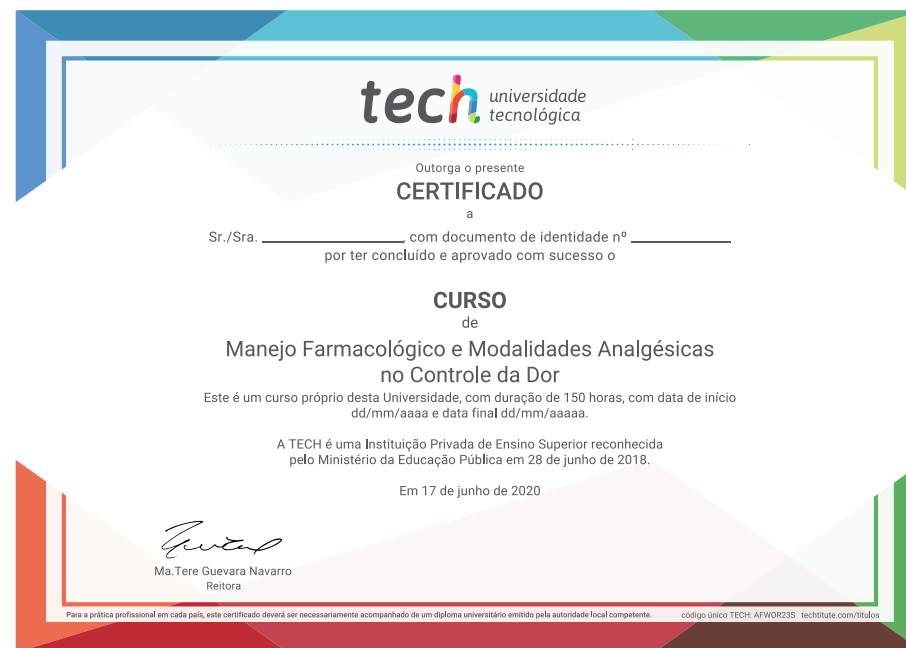 tech universidade
tecnológica
Outorga o presente
CERTIFICADO
a
Sr./Sra. ____________, com documento de identidade nº ____________
por ter concluído e aprovado com sucesso o
CURSO
de
Manejo Farmacológico e Modalidades Analgésicas
no Controle da Dor
Este é um curso próprio desta Universidade, com duração de 150 horas, com data de início
dd/mm/aaaa e data final dd/mm/aaaaa.
A TECH é uma Instituição Privada de Ensino Superior reconhecida
pelo Ministério da Educação Pública em 28 de junho de 2018.
Em 17 de junho de 2020
Ma.Tere Guevara Navarro
Reitora
Para a prática profissional em cada país, este certificado deverá ser necessariamente acompanhado de um diploma universitário emitido pela autoridade local competente. código único TECH: AFWOR23S techtitute.com/titulos